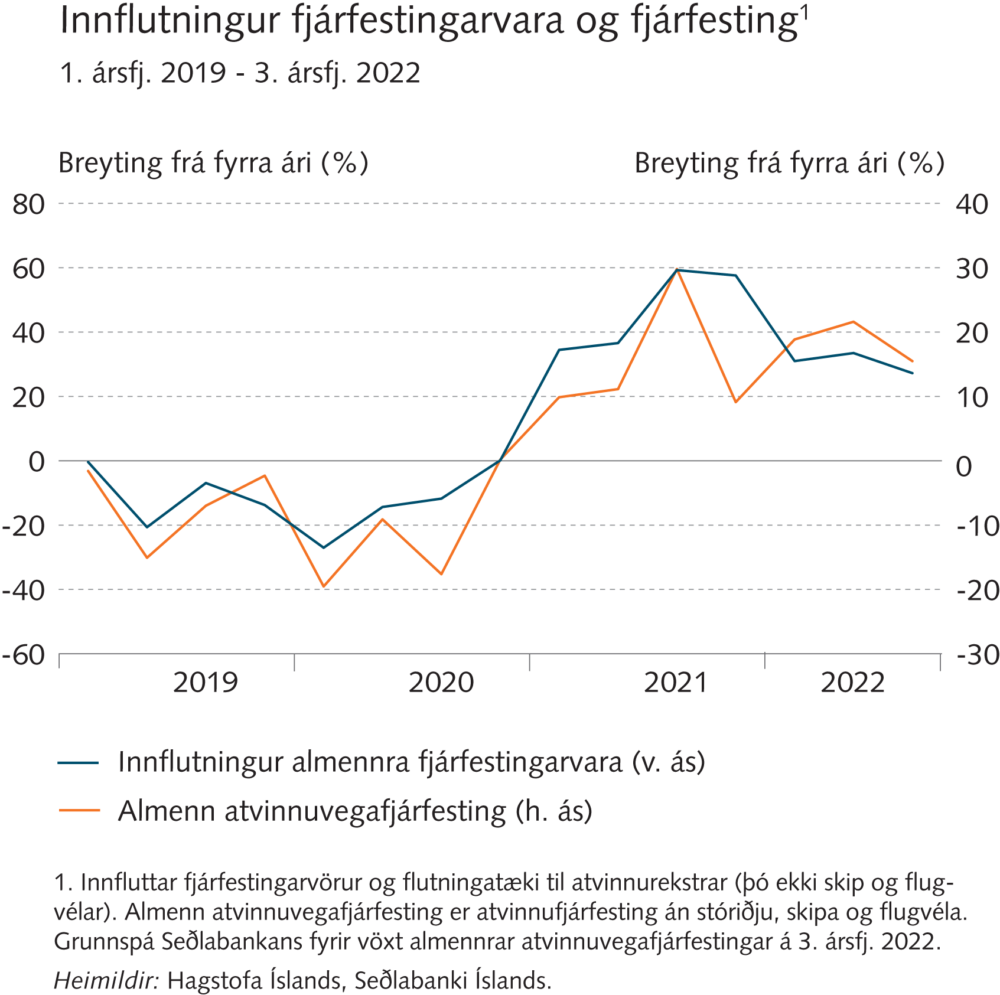 Innflutningur fjárfestingarvara og fjárfesting¹
1. ársfj. 2019 - 3. ársfj. 2022
Breyting frá fyrra ári (%) Breyting frá fyrra ári (%)
80 40
60 30
40 20
20 10
0 0
-20 -10
-40 -20
-60 -30
2019 2020 2021 2022
Innflutningur almennra fjárfestingarvara (v. ás)
Almenn atvinnuvegafjárfesting (h. ás)
1. Innfluttar fjárfestingarvörur og flutningatæki til atvinnurekstrar (þó ekki skip og flug-
vélar). Almenn atvinnuvegafjárfesting er atvinnufjárfesting án stóriðju, skipa og flugvéla.
Grunnspá Seðlabankans fyrir vöxt almennrar atvinnuvegafjárfestingar á 3. ársfj. 2022.
Heimildir: Hagstofa Íslands, Seðlabanki Íslands.